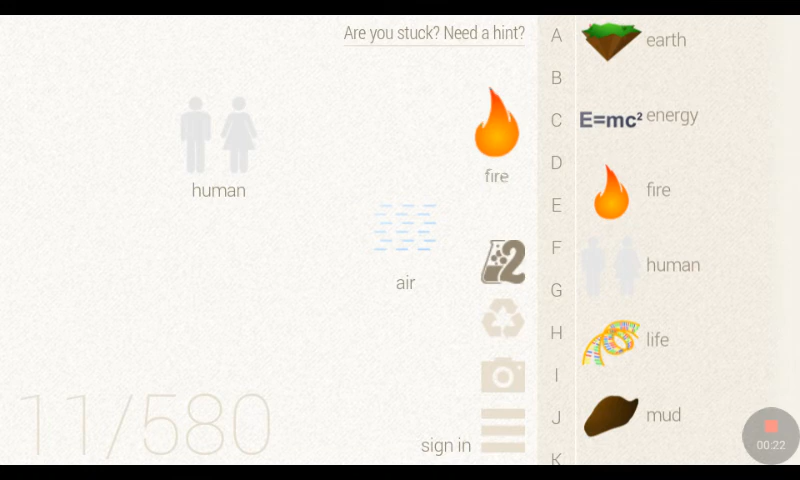 Are you stuck? Need a hint?
human
fire
air
2
11/580
sign in
A
B
C
D
E
F
G
H
I
J
K
earth
E=mc² energy
fire
human
life
mud
00:22